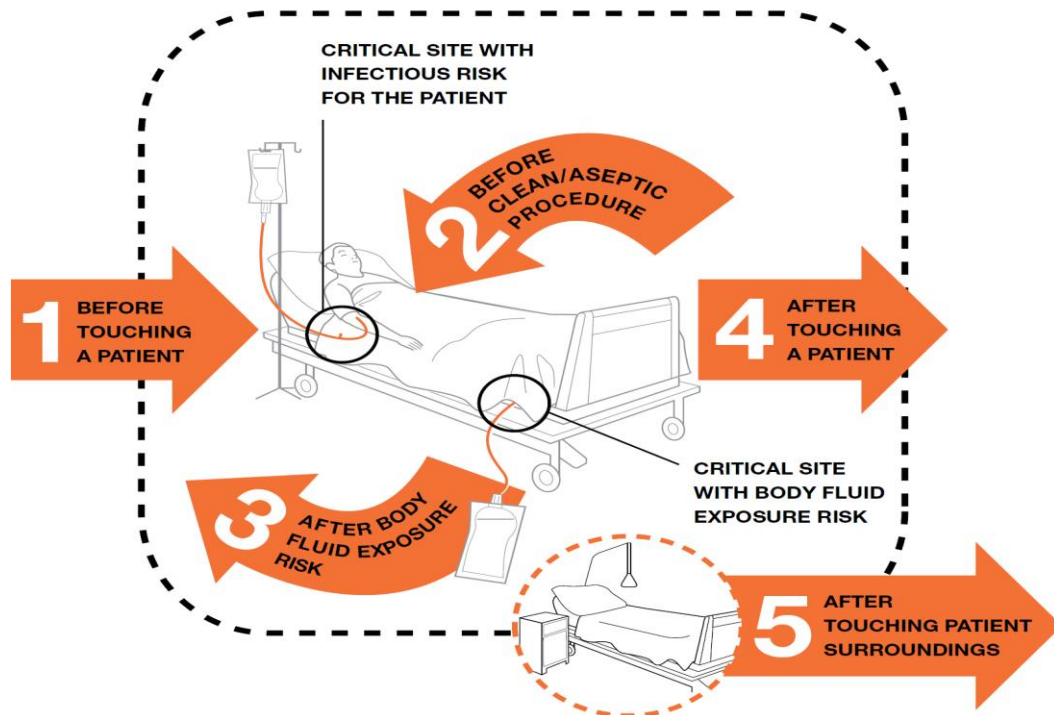 CRITICAL SITE WITH
INFECTIOUS RISK
FOR THE PATIENT
2
BEFORE
CLEAN/ASEPTIC
PROCEDURE
1
BEFORE
TOUCHING
A PATIENT
4
AFTER
TOUCHING
A PATIENT
3
AFTER BODY
FLUID EXPOSURE
RISK
CRITICAL SITE
WITH BODY FLUID
EXPOSURE RISK
5
AFTER
TOUCHING PATIENT
SURROUNDINGS